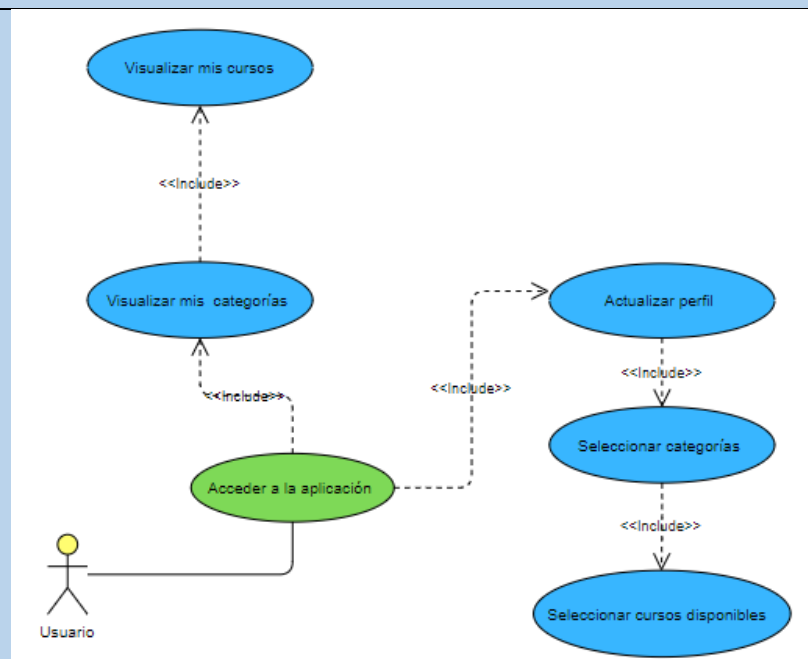 Visualizar mis cursos
<<Include>>
Visualizar mis categorías
<<Include>>
Acceder a la aplicación
Usuario
<<Include>>
Actualizar perfil
<<Include>>
Seleccionar categorías
<<Include>>
Seleccionar cursos disponibles